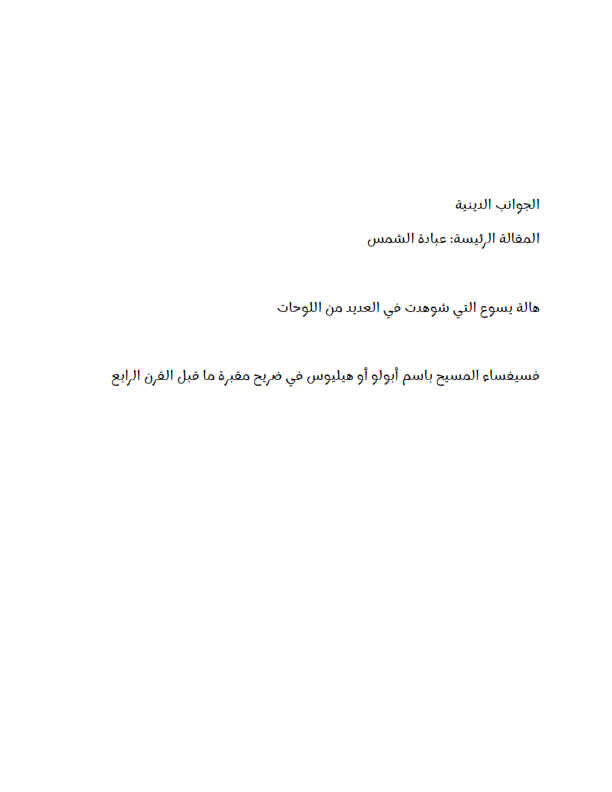 الجوانب الدينية
المقالة الرئيسة: عبادة الشمس
هالة يسوع التي شوهدت في العديد من اللوحات
فسيفساء المسيح باسم أبولو أو هيليوس في ضريح مقبرة ما قبل القرن الرابع